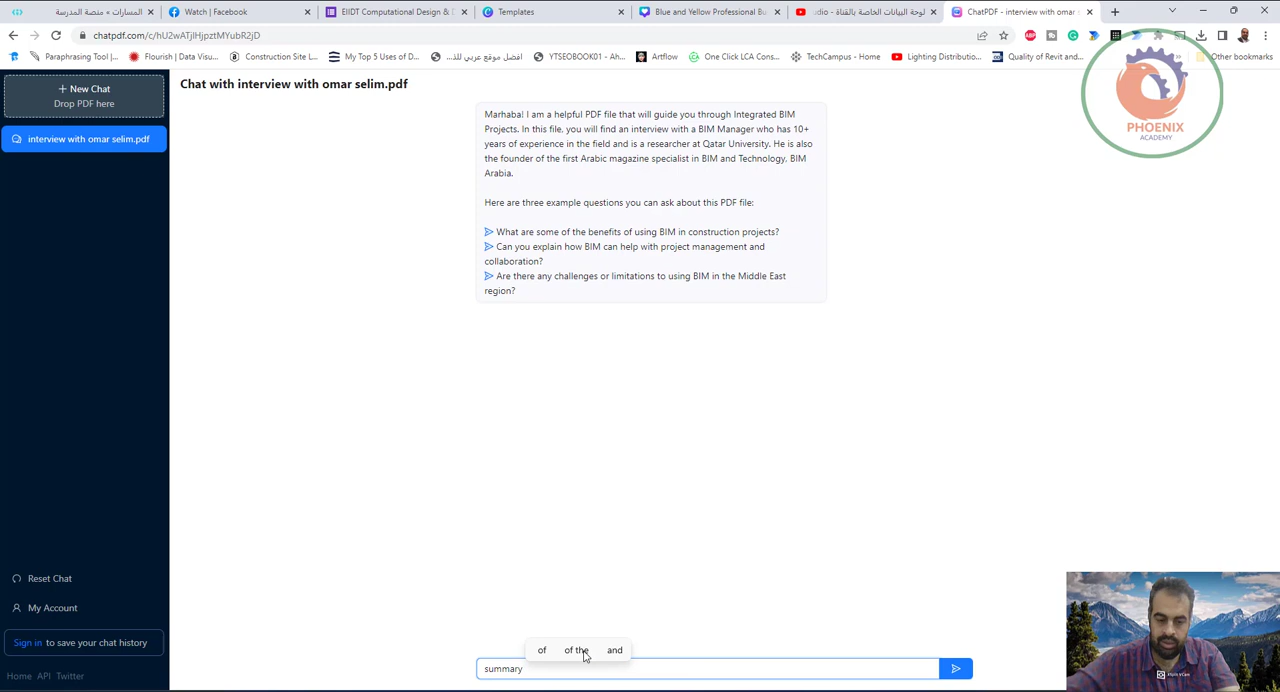 المسارات » منصة المدرسة
Watch | Facebook
EIIDT Computational Design & D
Templates
Blue and Yellow Professional Bu
لوحة البيانات الخاصة بالقناة - dio
ChatPDF - interview with omar s
chatpdf.com/c/hU2wATjIHjpztMYubR2jD
Paraphrasing Tool |...
Flourish | Data Visu...
Construction Site L...
My Top 5 Uses of D...
افضل موقع عربي للذ...
YTSEOBOOK01 - Ah...
Artflow
One Click LCA Cons...
TechCampus - Home
Lighting Distributio...
Quality of Revit and...
Other bookmarks
+ New Chat
Drop PDF here
interview with omar selim.pdf
Chat with interview with omar selim.pdf
Marhaba! I am a helpful PDF file that will guide you through Integrated BIM
Projects. In this file, you will find an interview with a BIM Manager who has 10+
years of experience in the field and is a researcher at Qatar University. He is also
the founder of the first Arabic magazine specialist in BIM and Technology, BIM
Arabia.
Here are three example questions you can ask about this PDF file:
What are some of the benefits of using BIM in construction projects?
Can you explain how BIM can help with project management and
collaboration?
Are there any challenges or limitations to using BIM in the Middle East
region?
PHOENIX
ACADEMY
Reset Chat
My Account
Sign in to save your chat history
Home API Twitter
of of the and
summary